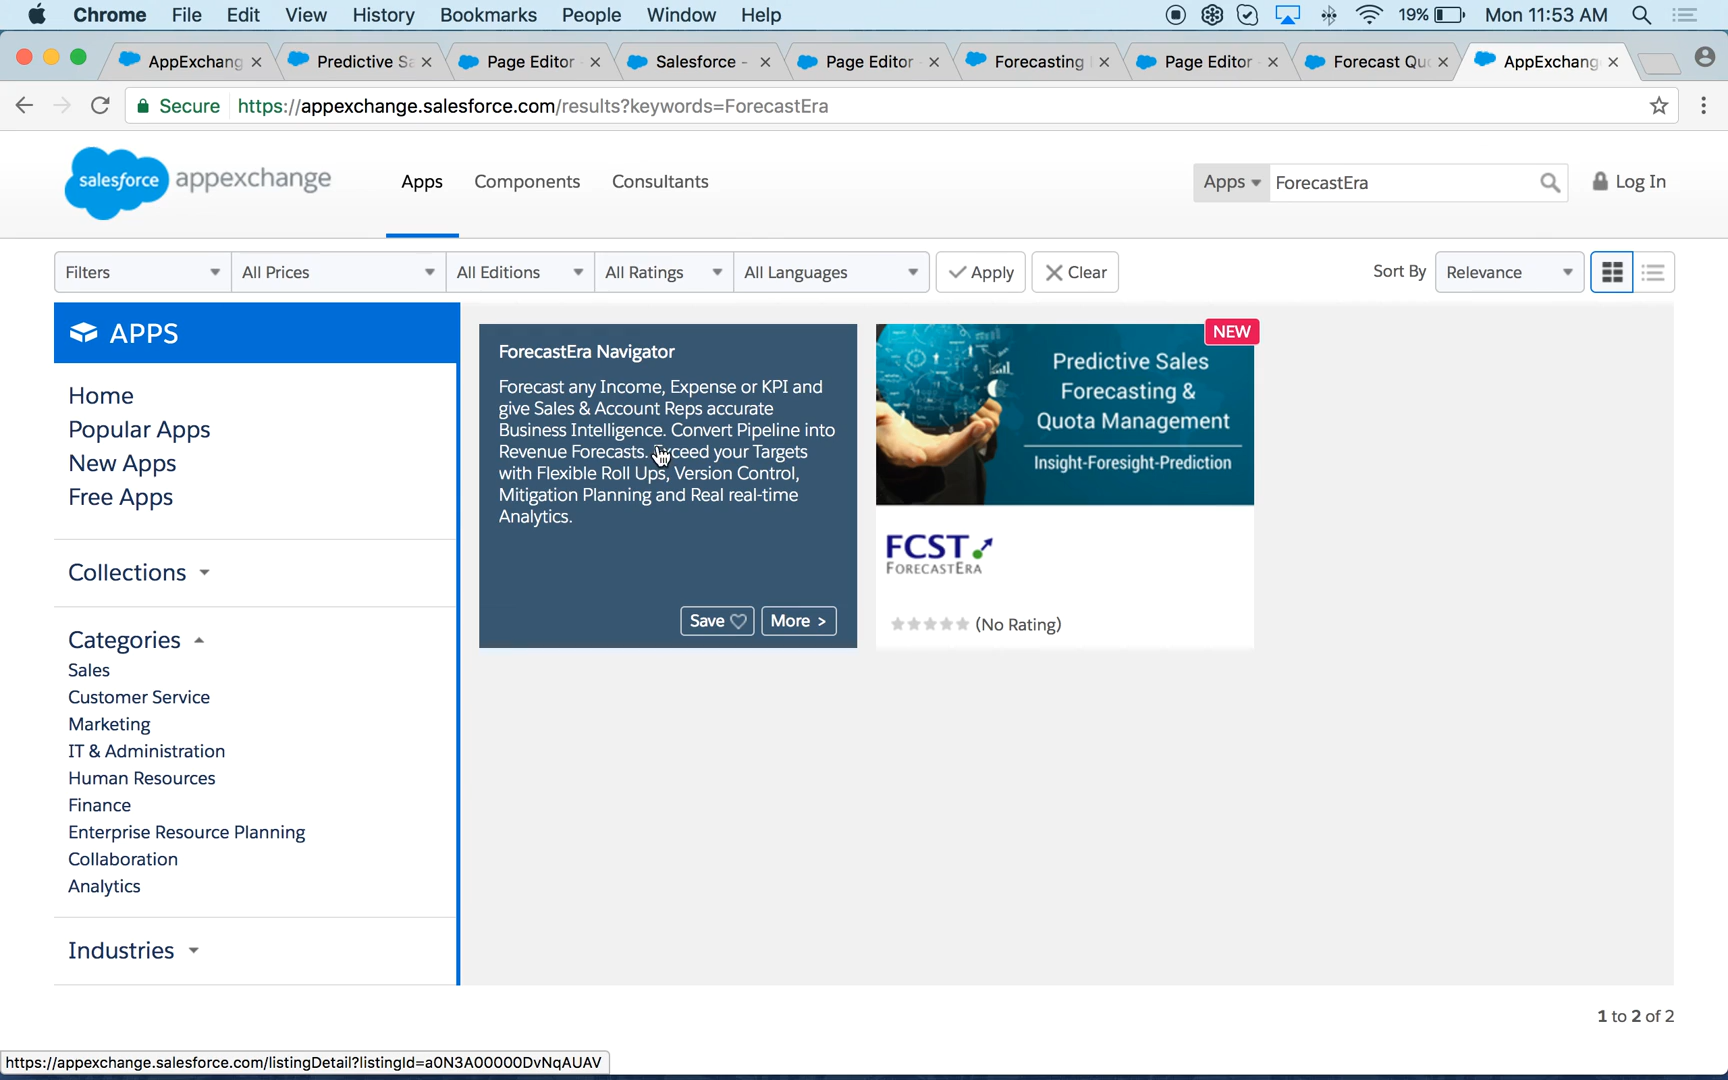 Chrome File Edit View History Bookmarks People Window Help 19% Mon 11:53 AM
AppExchang Predictive Sa Page Editor Salesforce - Page Editor Forecasting Page Editor Forecast Qu AppExchang
Secure https://appexchange.salesforce.com/results?keywords=ForecastEra
salesforce appexchange Apps Components Consultants Apps ForecastEra Log In
Filters All Prices All Editions All Ratings All Languages Apply Clear Sort By Relevance
APPS
Home
Popular Apps
New Apps
Free Apps
Collections
Categories
Sales
Customer Service
Marketing
IT & Administration
Human Resources
Finance
Enterprise Resource Planning
Collaboration
Analytics
Industries
ForecastEra Navigator
Forecast any Income, Expense or KPI and
give Sales & Account Reps accurate
Business Intelligence. Convert Pipeline into
Revenue Forecasts. Exceed your Targets
with Flexible Roll Ups, Version Control,
Mitigation Planning and Real real-time
Analytics.
Save More >
NEW
Predictive Sales
Forecasting &
Quota Management
Insight-Foresight-Prediction
FCST
FORECASTERA
(No Rating)
1 to 2 of 2
https://appexchange.salesforce.com/listingDetail?listingId=a0N3A00000DvNqAUAV